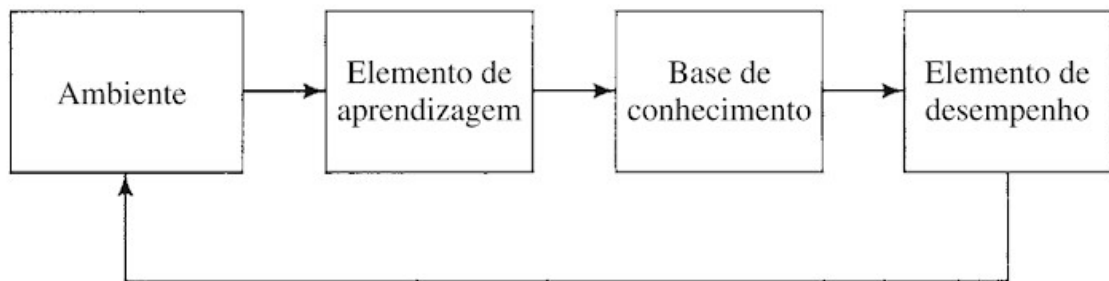 Ambiente
Elemento de
aprendizagem
Base de
conhecimento
Elemento de
desempenho